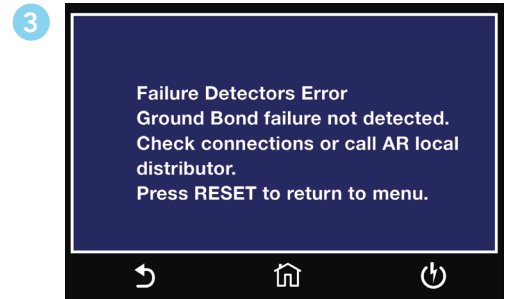 3
Failure Detectors Error
Ground Bond failure not detected.
Check connections or call AR local
distributor.
Press RESET to return to menu.